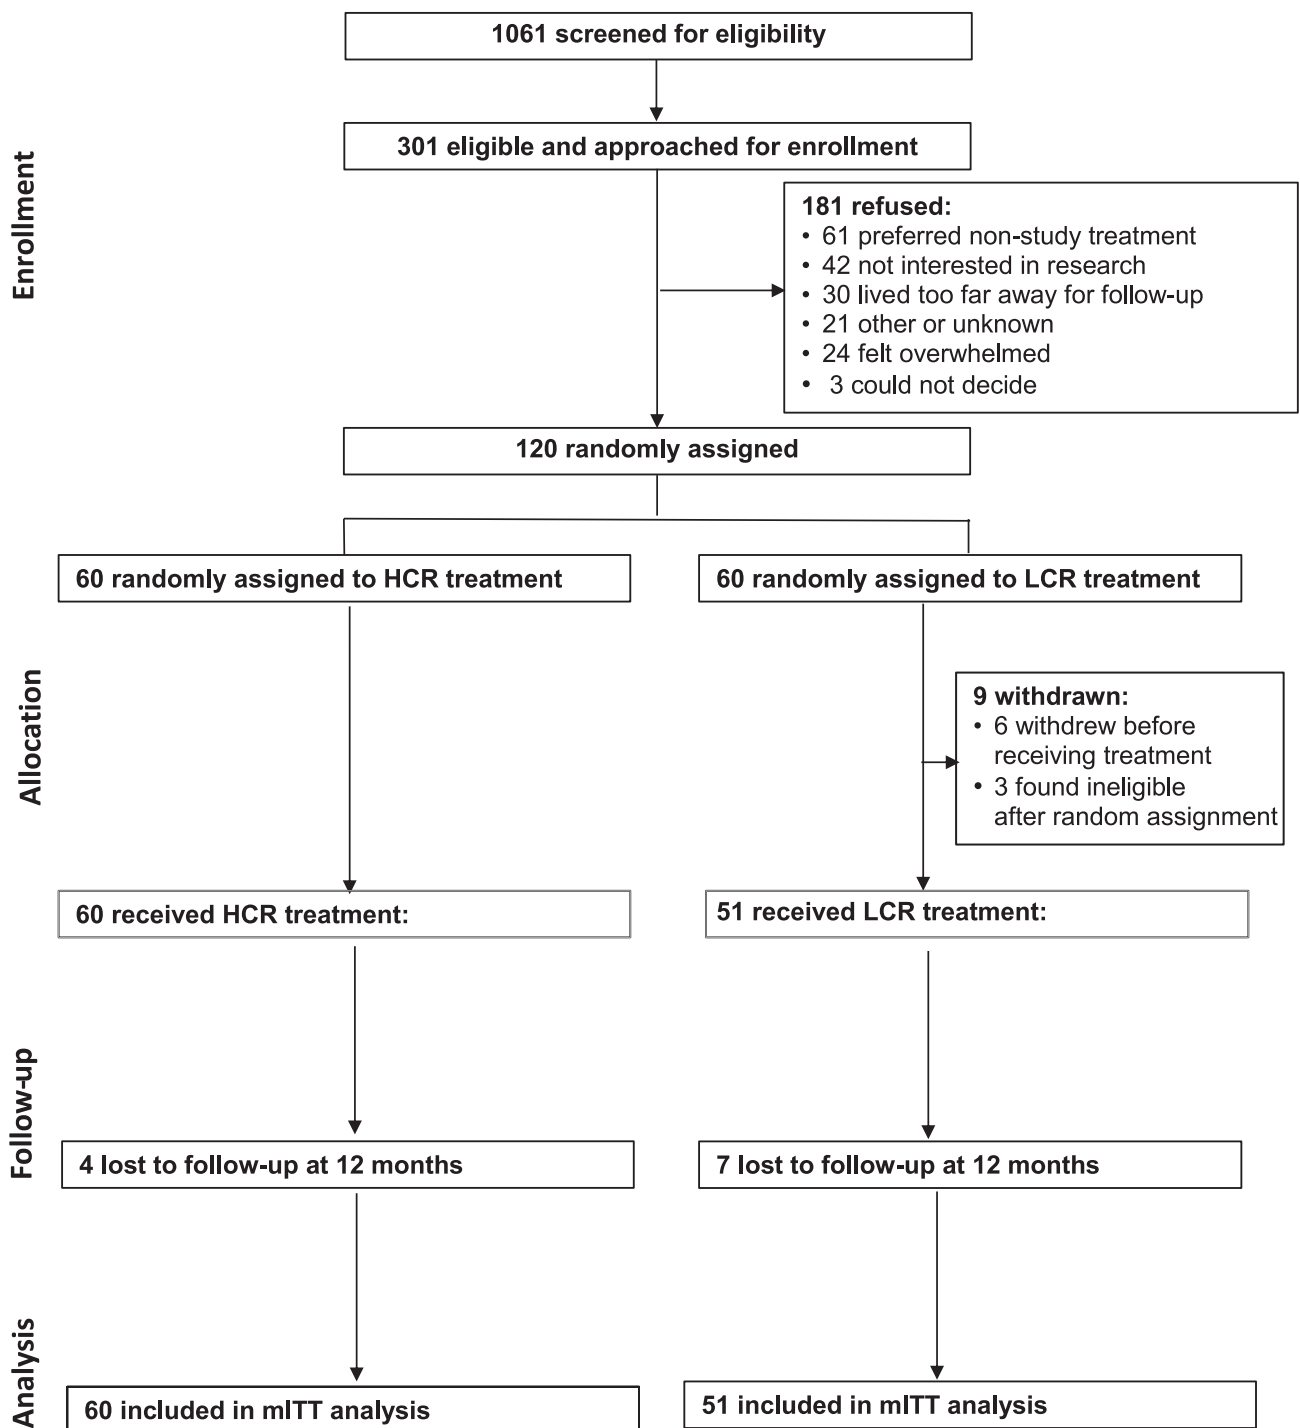 1061 screened for eligibility
301 eligible and approached for enrollment
Enrollment
181 refused:
• 61 preferred non-study treatment
• 42 not interested in research
• 30 lived too far away for follow-up
• 21 other or unknown
• 24 felt overwhelmed
• 3 could not decide
120 randomly assigned
60 randomly assigned to HCR treatment
60 randomly assigned to LCR treatment
Allocation
9 withdrawn:
• 6 withdrew before
receiving treatment
• 3 found ineligible
after random assignment
60 received HCR treatment:
51 received LCR treatment:
Follow-up
4 lost to follow-up at 12 months
7 lost to follow-up at 12 months
Analysis
60 included in mITT analysis
51 included in mITT analysis